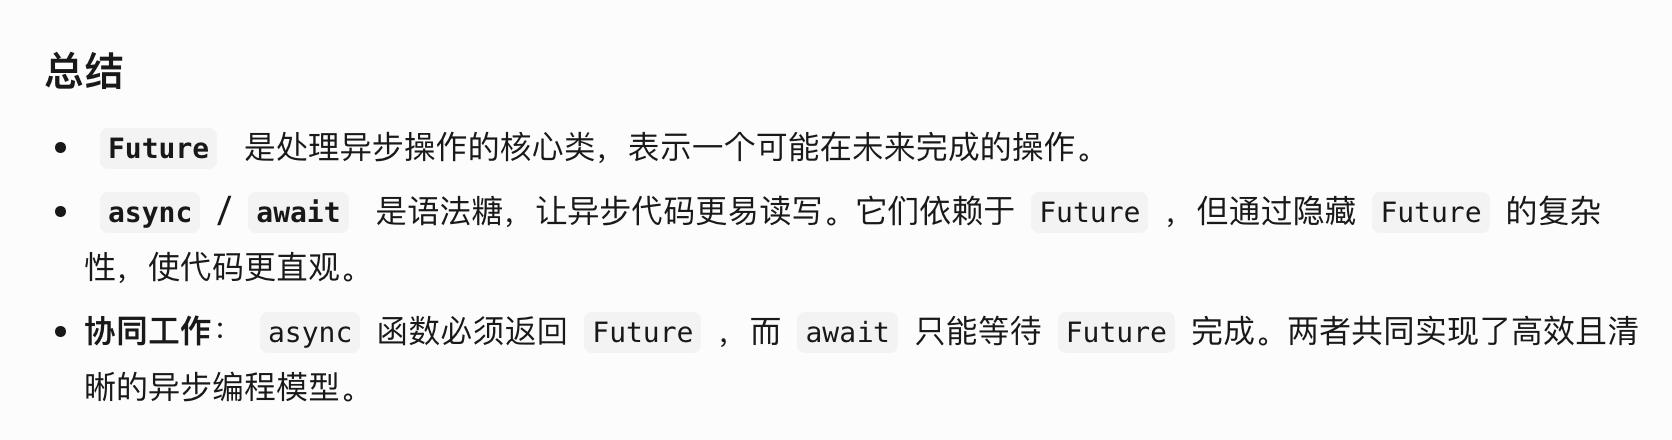 总结
• Future 是处理异步操作的核心类，表示一个可能在未来完成的操作。
• async / await 是语法糖，让异步代码更易读写。它们依赖于 Future ，但通过隐藏 Future 的复杂
性，使代码更直观。
• 协同工作： async 函数必须返回 Future ，而 await 只能等待 Future 完成。两者共同实现了高效且清
晰的异步编程模型。